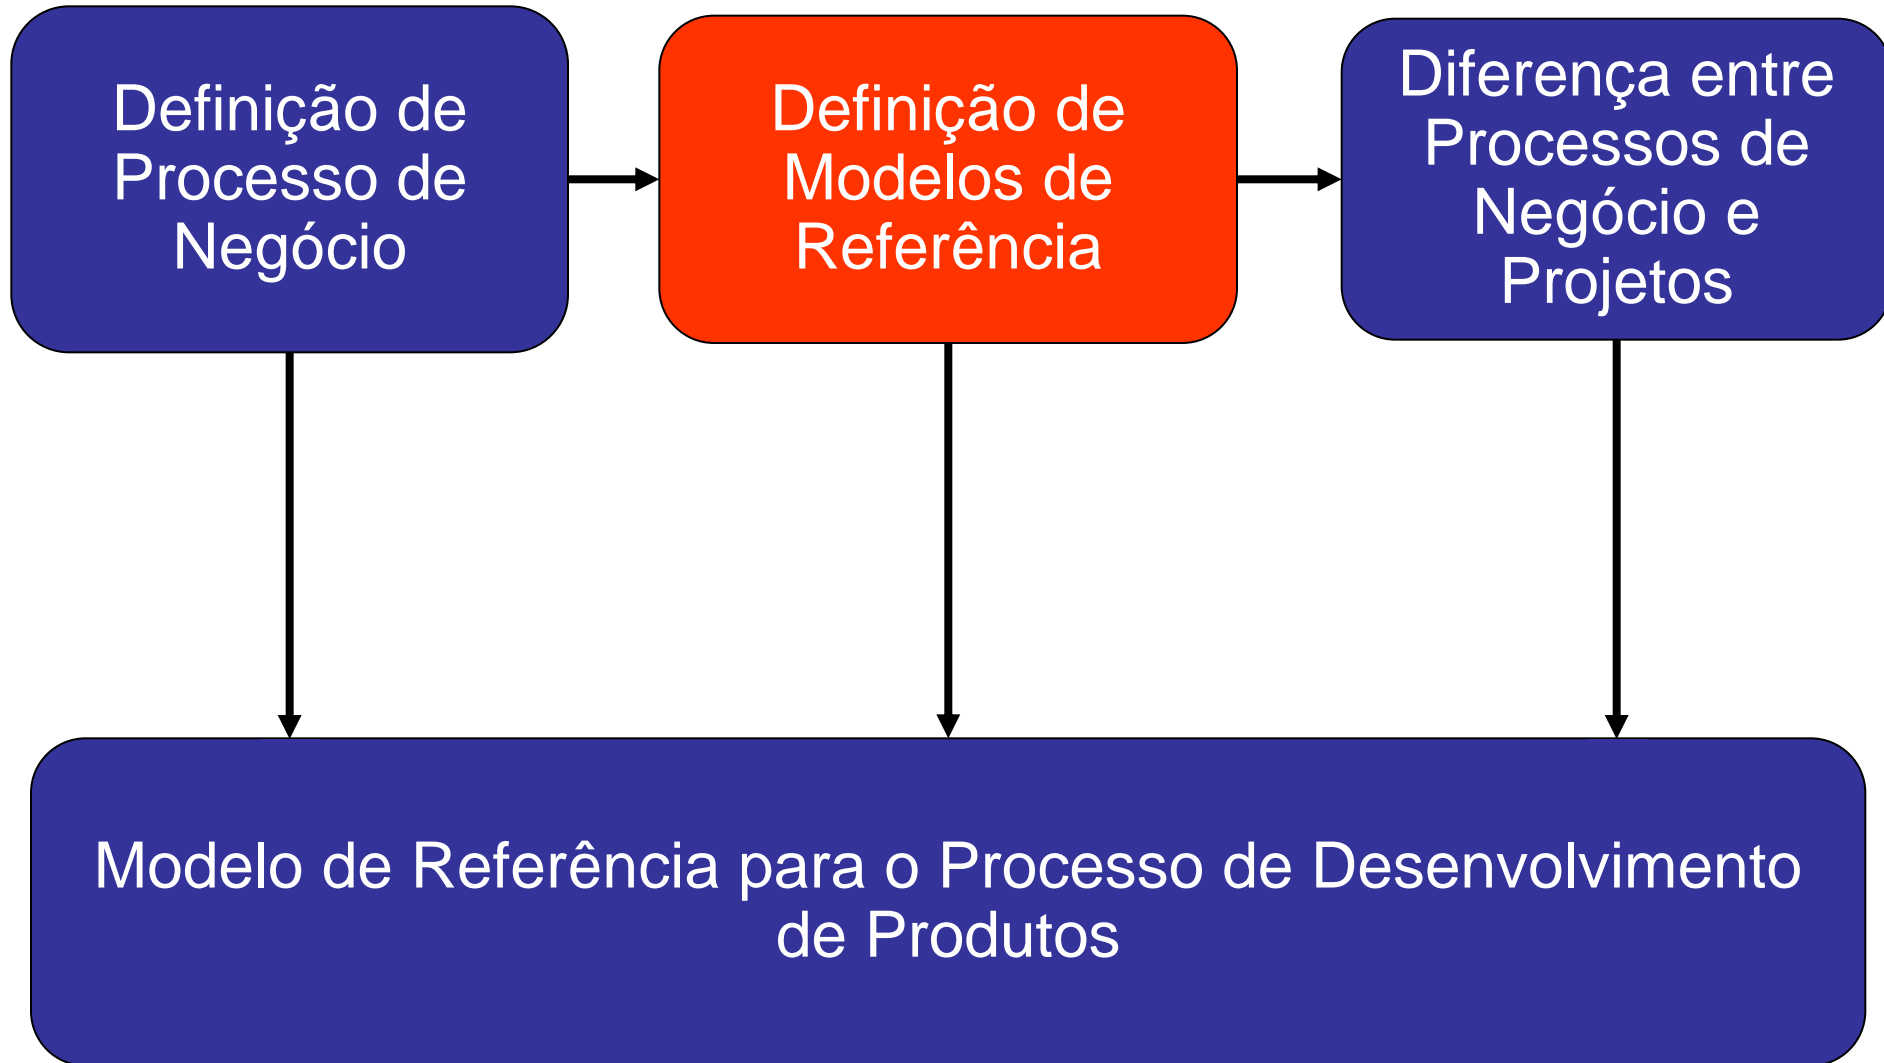 Definição de
Processo de
Negócio
Definição de
Modelos de
Referência
Diferença entre
Processos de
Negócio e
Projetos
Modelo de Referência para o Processo de Desenvolvimento
de Produtos